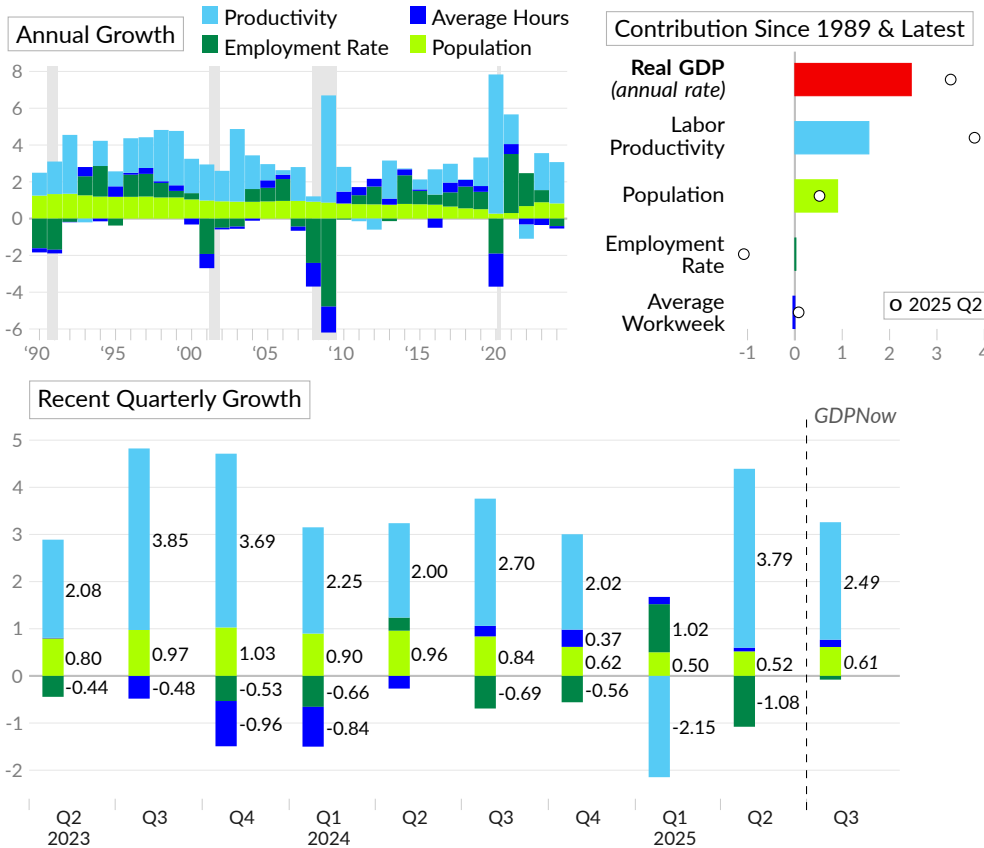 Annual Growth
Productivity
Average Hours
Employment Rate
Population
8
6
4
2
0
-2
-4
-6
'90
'95
'00
'05
'10
'15
'20
Contribution Since 1989 & Latest
Real GDP
(annual rate)
Labor
Productivity
Population
Employment
Rate
Average
Workweek
2025 Q2
-1
0
1
2
3
4
Recent Quarterly Growth
GDPNow
5
4
3
2
1
0
-1
-2
2.08
0.80
-0.44
3.85
0.97
-0.48
3.69
1.03
-0.53
-0.96
2.25
0.90
-0.66
-0.84
2.00
0.96
2.70
0.84
-0.69
2.02
0.37
0.62
-0.56
1.02
0.50
-2.15
3.79
0.52
-1.08
2.49
0.61
Q2
2023
Q3
Q4
Q1
2024
Q2
Q3
Q4
Q1
2025
Q2
Q3